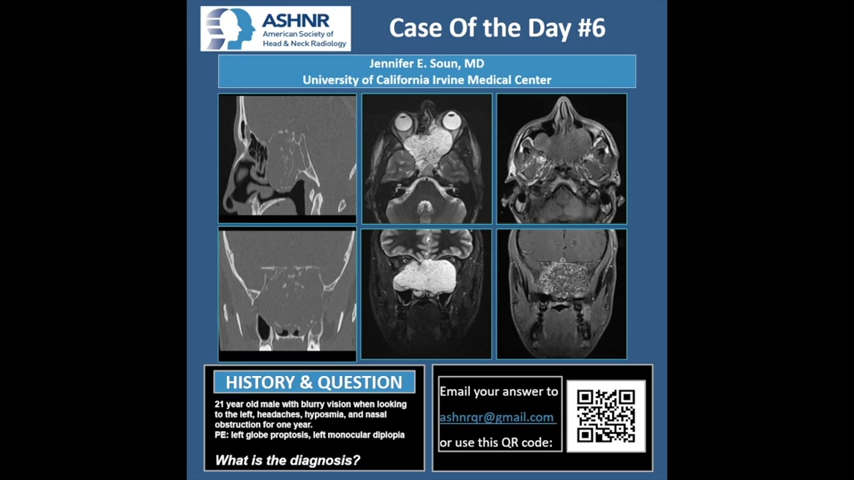 ASHNR
American Society of
Head & Neck Radiology
Case Of the Day #6
Jennifer E. Soun, MD
University of California Irvine Medical Center
HISTORY & QUESTION
21 year old male with blurry vision when looking
to the left, headaches, hyposmia, and nasal
obstruction for one year.
PE: left globe proptosis, left monocular diplopia
What is the diagnosis?
Email your answer to
ashnrqr@gmail.com
or use this QR code: